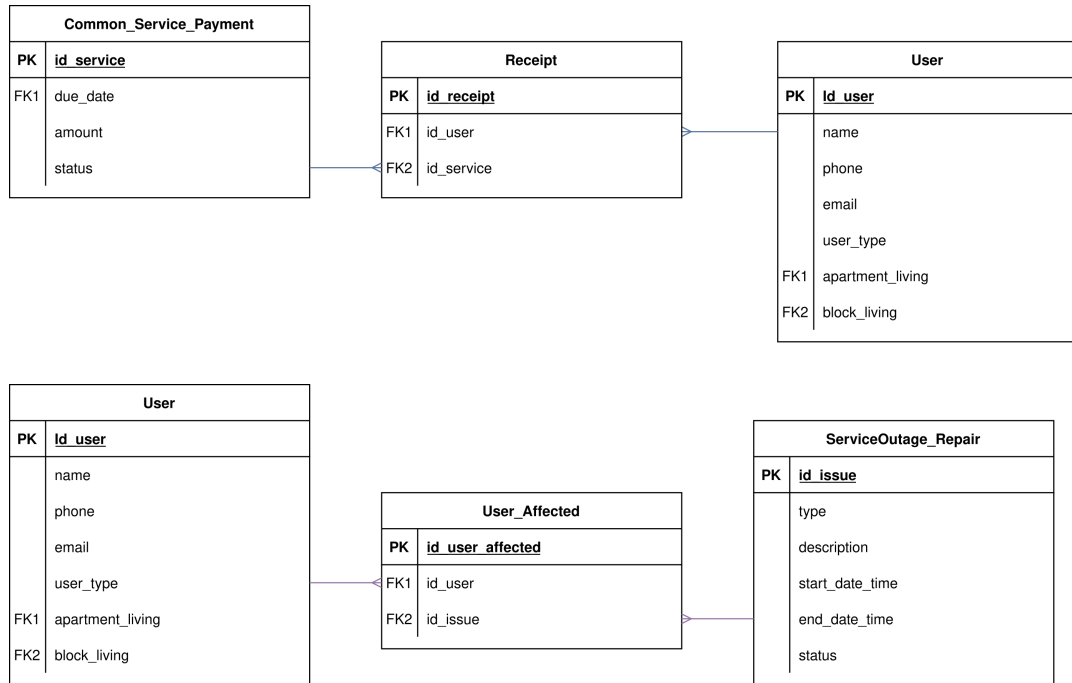 Common_Service_Payment
PK id_service
FK1 due_date
amount
status
Receipt
PK id_receipt
FK1 id_user
FK2 id_service
User
PK Id_user
name
phone
email
user_type
FK1 apartment_living
FK2 block_living
User
PK Id_user
name
phone
email
user_type
FK1 apartment_living
FK2 block_living
User_Affected
PK id_user_affected
FK1 id_user
FK2 id_issue
ServiceOutage_Repair
PK id_issue
type
description
start_date_time
end_date_time
status